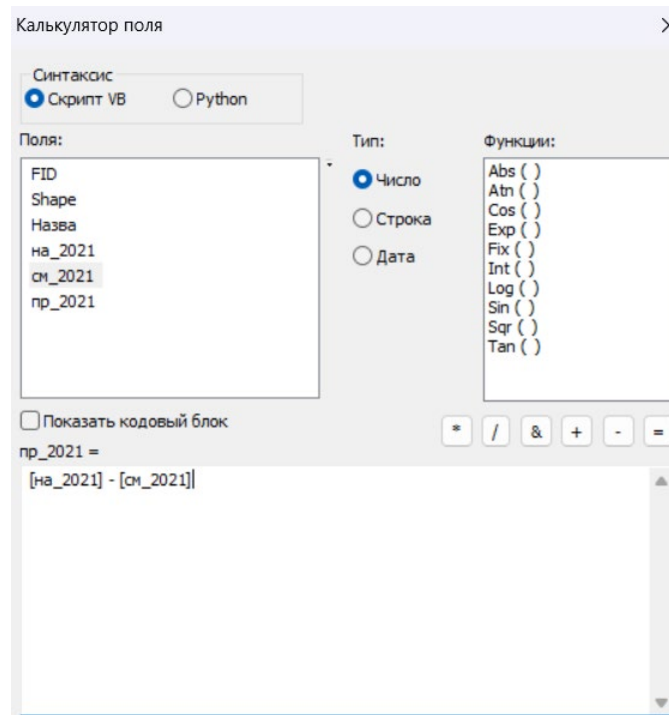 Калькулятор поля
Синтаксис
Скрипт VB Python
Поля:
FID
Shape
Назва
на_2021
см_2021
пр_2021
Тип:
Число
Строка
Дата
Функции:
Abs ( )
Atn ( )
Cos ( )
Exp ( )
Fix ( )
Int ( )
Log ( )
Sin ( )
Sqr ( )
Tan ( )
Показать кодовый блок
* / & + - =
пр_2021 =
[на_2021] - [см_2021]